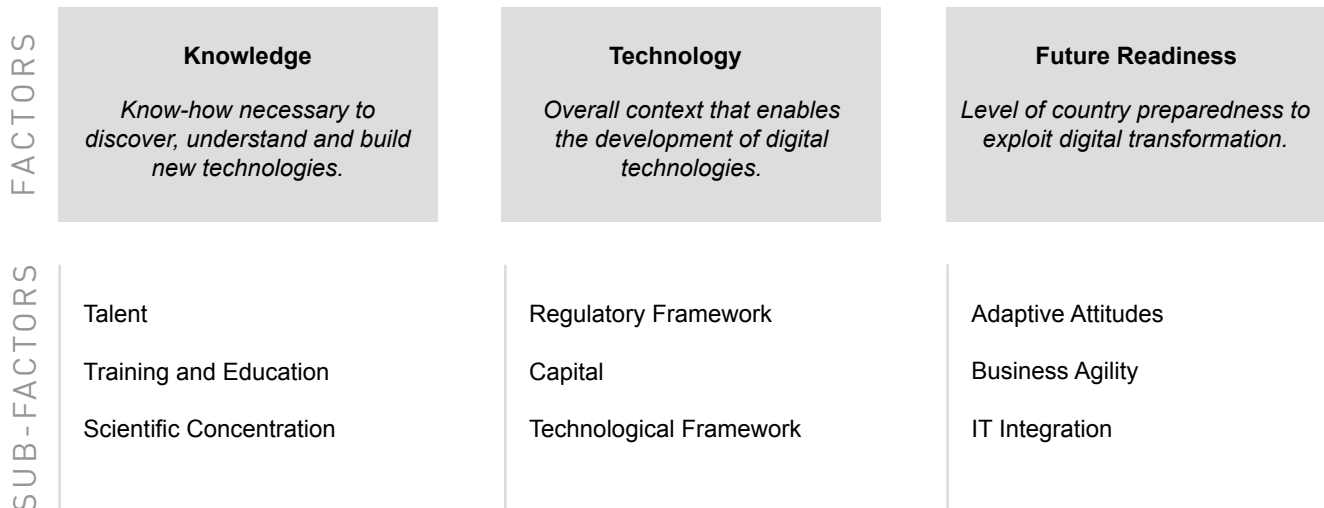 FACTORS
Knowledge
Know-how necessary to
discover, understand and build
new technologies.
Technology
Overall context that enables
the development of digital
technologies.
Future Readiness
Level of country preparedness to
exploit digital transformation.
SUB-FACTORS
Talent
Training and Education
Scientific Concentration
Regulatory Framework
Capital
Technological Framework
Adaptive Attitudes
Business Agility
IT Integration